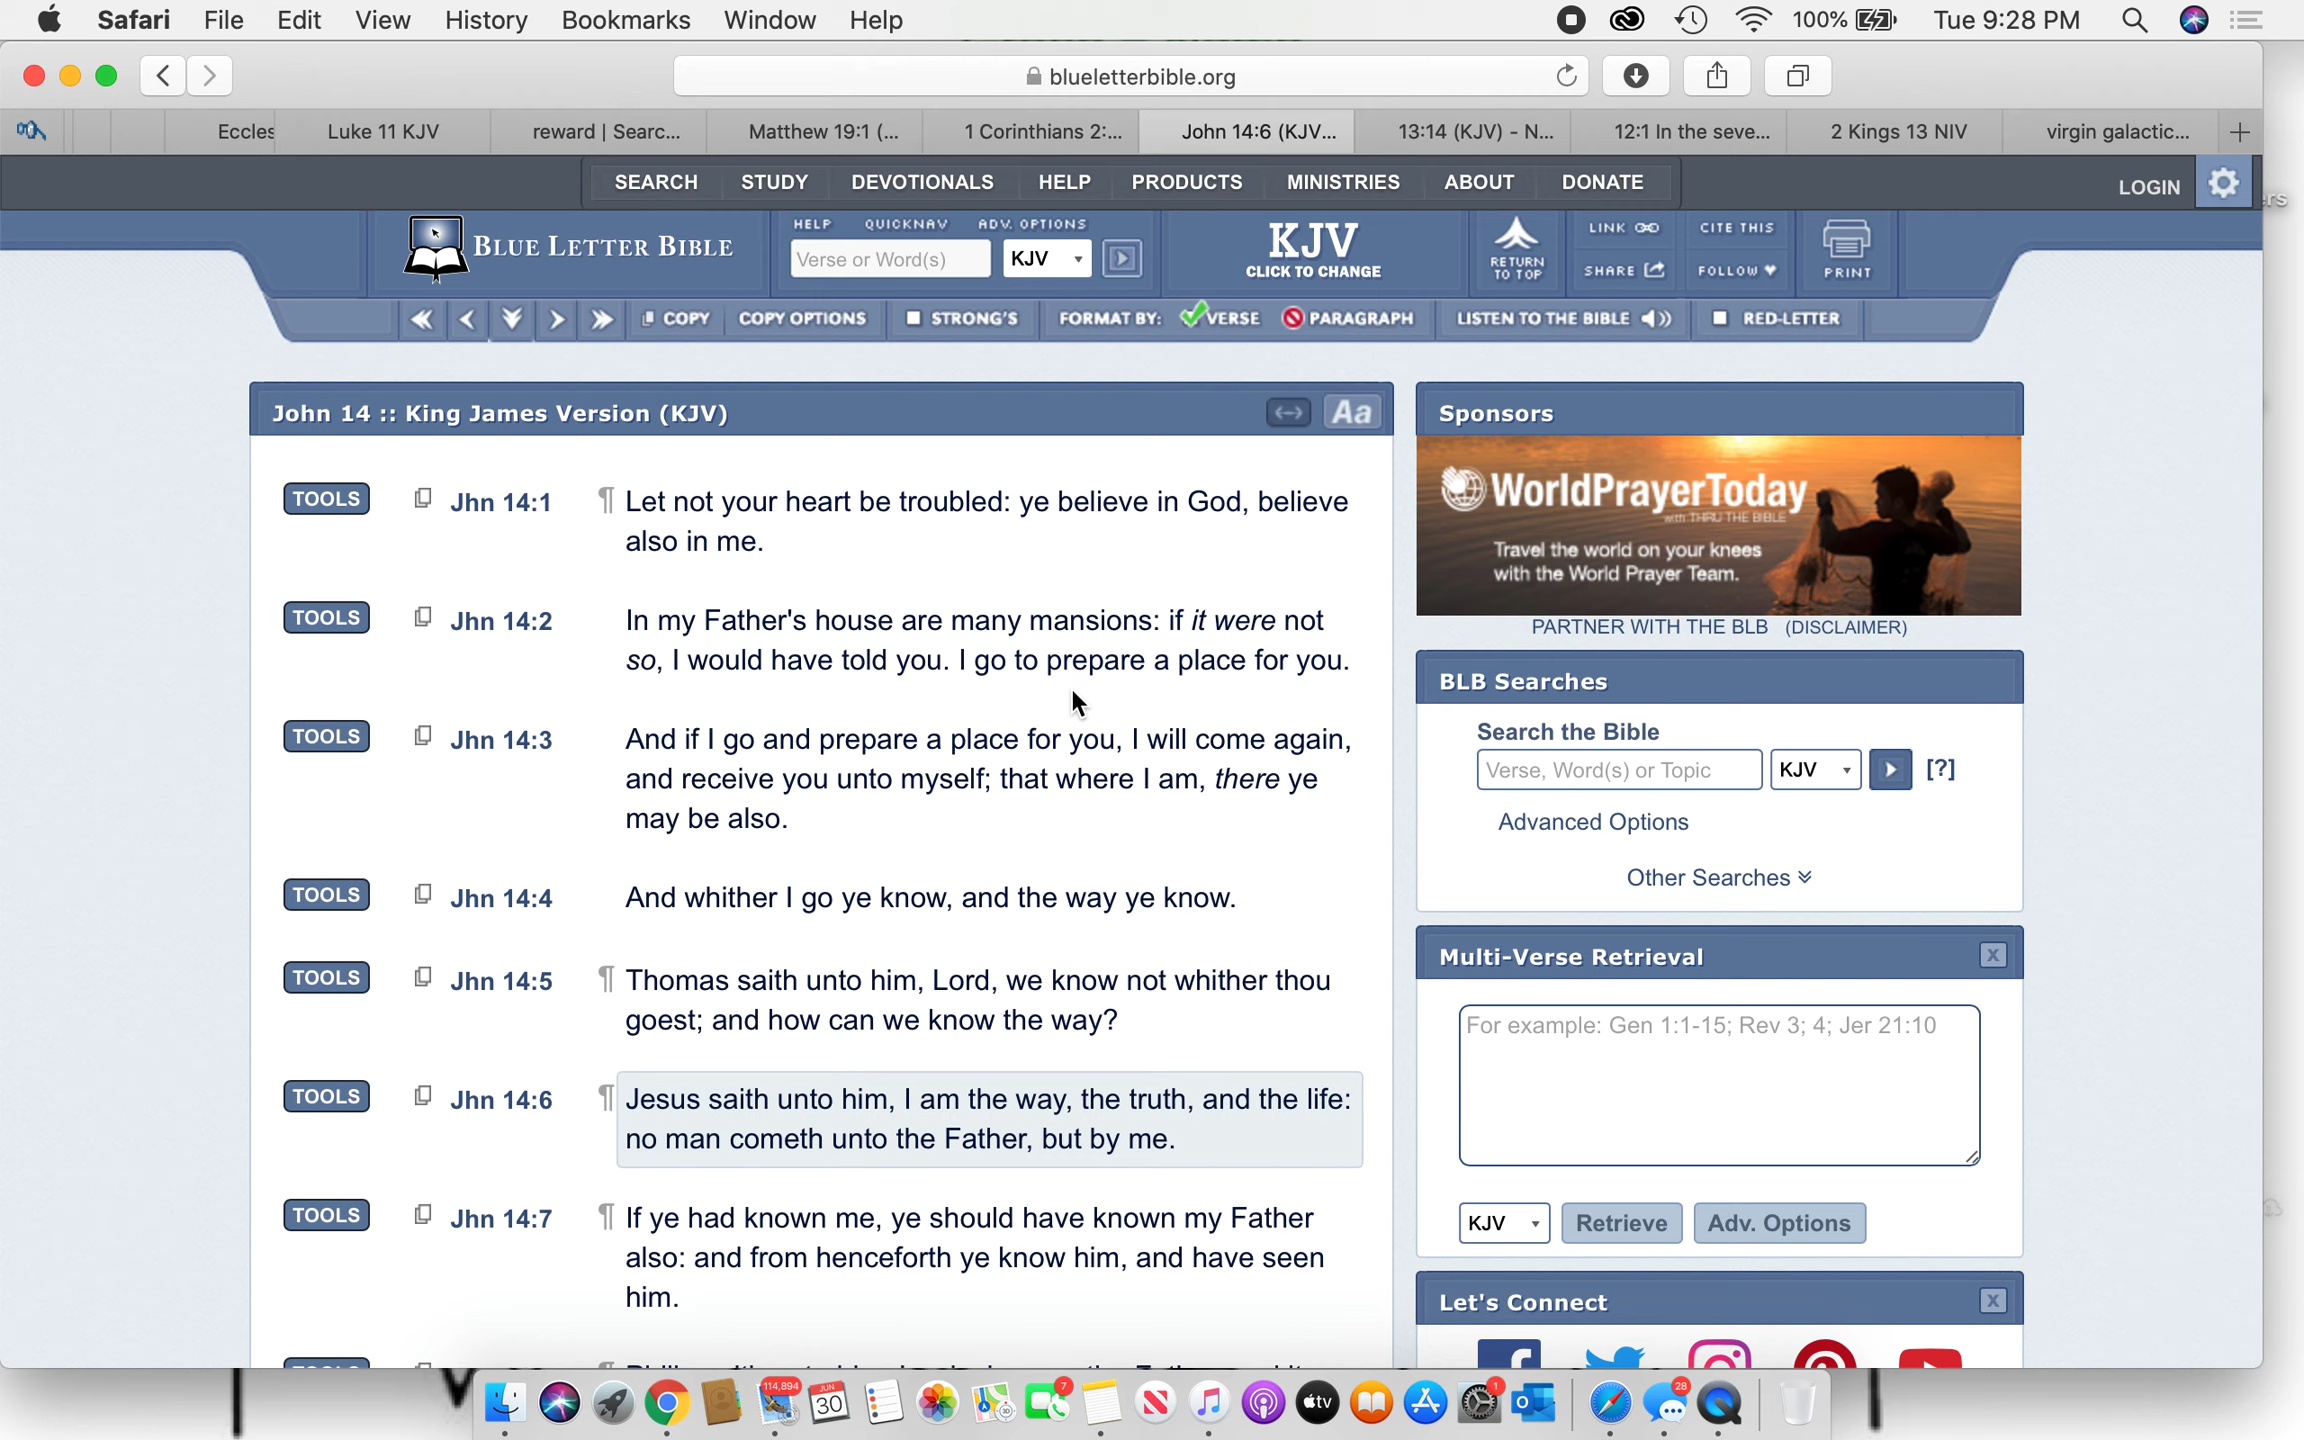 Safari File Edit View History Bookmarks Window Help 100% Tue 9:28 PM
blueletterbible.org
Eccles Luke 11 KJV reward | Searc... Matthew 19:1 (... 1 Corinthians 2:... John 14:6 (KJV... 13:14 (KJV) - N... 12:1 In the seve... 2 Kings 13 NIV virgin galactic...
SEARCH STUDY DEVOTIONALS HELP PRODUCTS MINISTRIES ABOUT DONATE LOGIN
HELP QUICKNAV ADV. OPTIONS
BLUE LETTER BIBLE
Verse or Word(s) KJV
KJV
CLICK TO CHANGE
RETURN
TO TOP
LINK CITE THIS
SHARE FOLLOW
PRINT
COPY COPY OPTIONS STRONG'S FORMAT BY: VERSE PARAGRAPH LISTEN TO THE BIBLE RED-LETTER
John 14 :: King James Version (KJV) Aa
TOOLS Jhn 14:1 ¶ Let not your heart be troubled: ye believe in God, believe
also in me.
TOOLS Jhn 14:2 In my Father's house are many mansions: if it were not
so, I would have told you. I go to prepare a place for you.
TOOLS Jhn 14:3 And if I go and prepare a place for you, I will come again,
and receive you unto myself; that where I am, there ye
may be also.
TOOLS Jhn 14:4 And whither I go ye know, and the way ye know.
TOOLS Jhn 14:5 ¶ Thomas saith unto him, Lord, we know not whither thou
goest; and how can we know the way?
TOOLS Jhn 14:6 ¶ Jesus saith unto him, I am the way, the truth, and the life:
no man cometh unto the Father, but by me.
TOOLS Jhn 14:7 ¶ If ye had known me, ye should have known my Father
also: and from henceforth ye know him, and have seen
him.
Sponsors
WorldPrayerToday
with THRU THE BIBLE
Travel the world on your knees
with the World Prayer Team.
PARTNER WITH THE BLB (DISCLAIMER)
BLB Searches
Search the Bible
Verse, Word(s) or Topic KJV [?]
Advanced Options
Other Searches
Multi-Verse Retrieval X
For example: Gen 1:1-15; Rev 3; 4; Jer 21:10
KJV Retrieve Adv. Options
Let's Connect X
114,894 JUN 30 7 tv 1 28